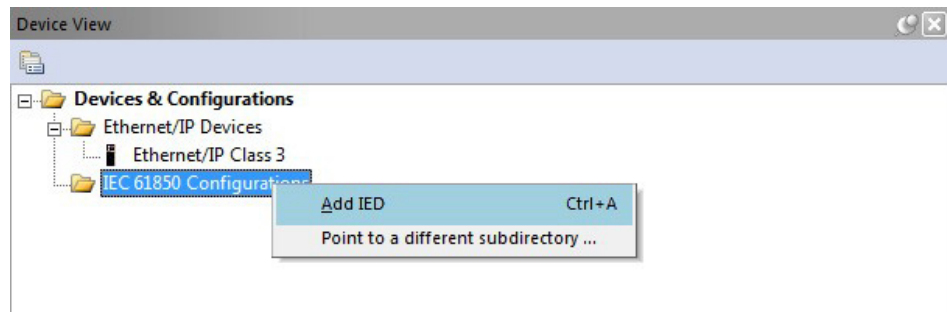 Device View
Devices & Configurations
Ethernet/IP Devices
Ethernet/IP Class 3
IEC 61850 Configurations
Add IED Ctrl+A
Point to a different subdirectory ...